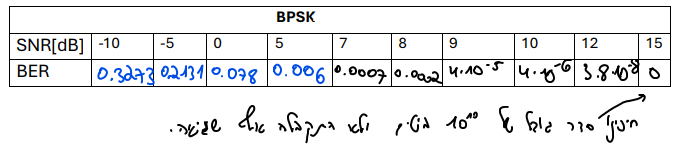 BPSK
SNR[dB] -10 -5 0 5 7 8 9 10 12 15
BER 0.3273 0.2131 0.078 0.006 0.0007 0.0002 4·10^-5 4·10^-6 3.8·10^-8 0
סדר גודל של 10^10 ביטים ולא התקבלה אף שגיאה.